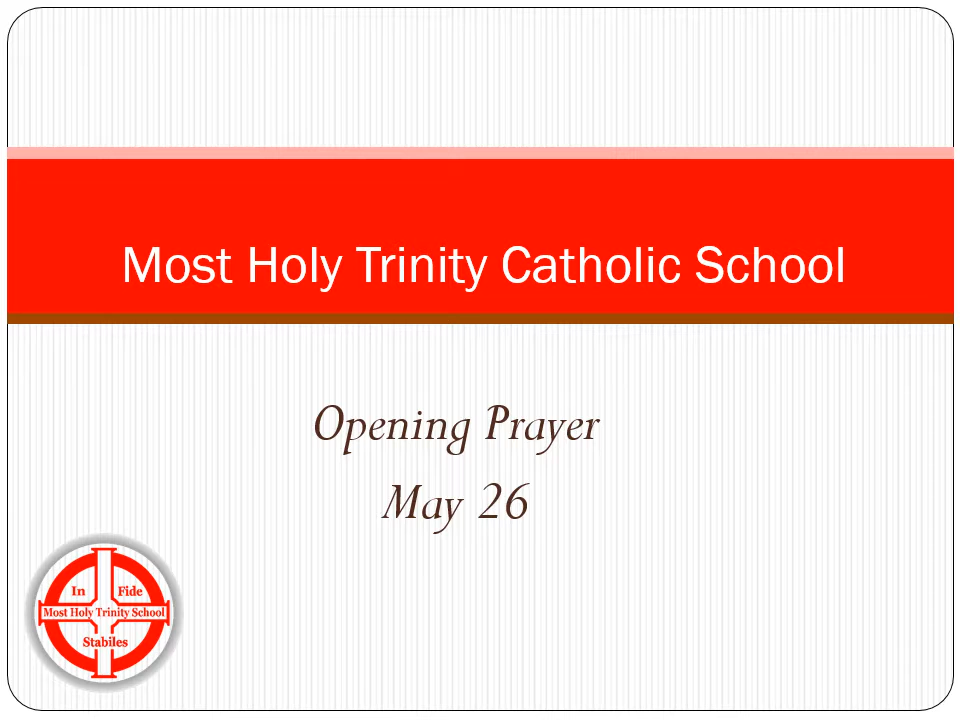 Most Holy Trinity Catholic School
Opening Prayer
May 26
In Fide
Most Holy Trinity School
Stabiles